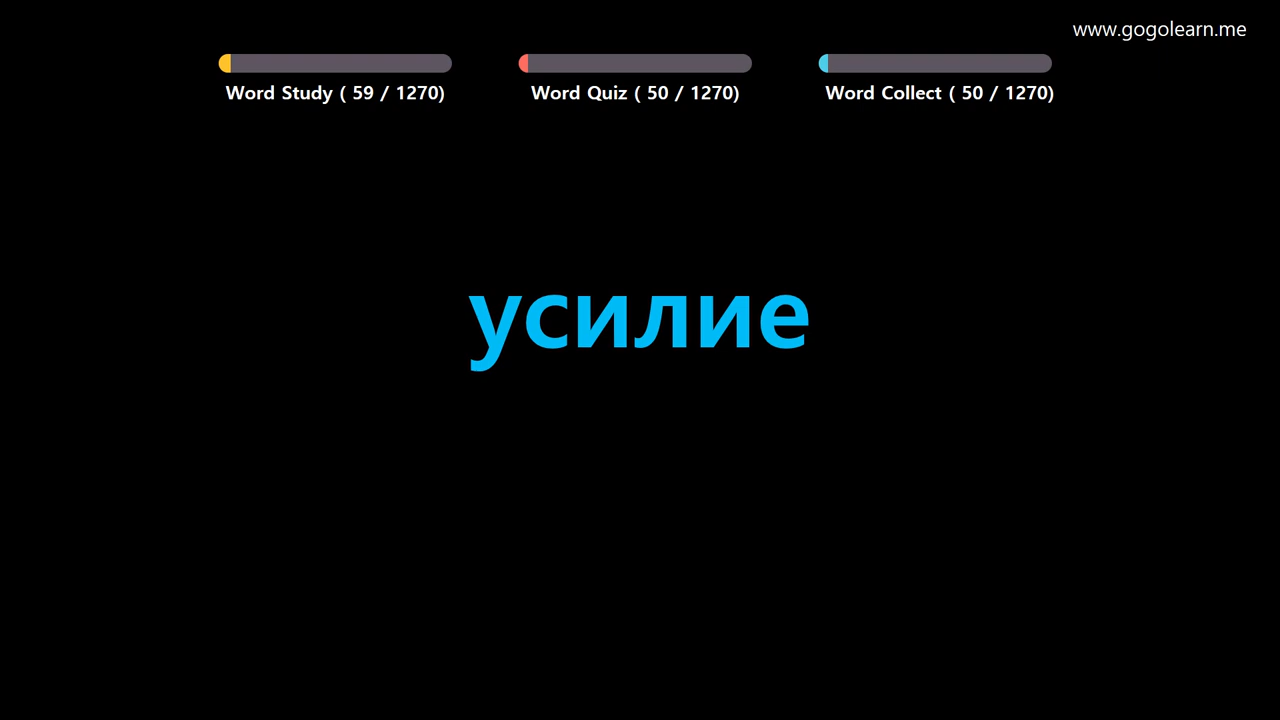 www.gogolearn.me
Word Study ( 59 / 1270) Word Quiz ( 50 / 1270) Word Collect ( 50 / 1270)
усилие